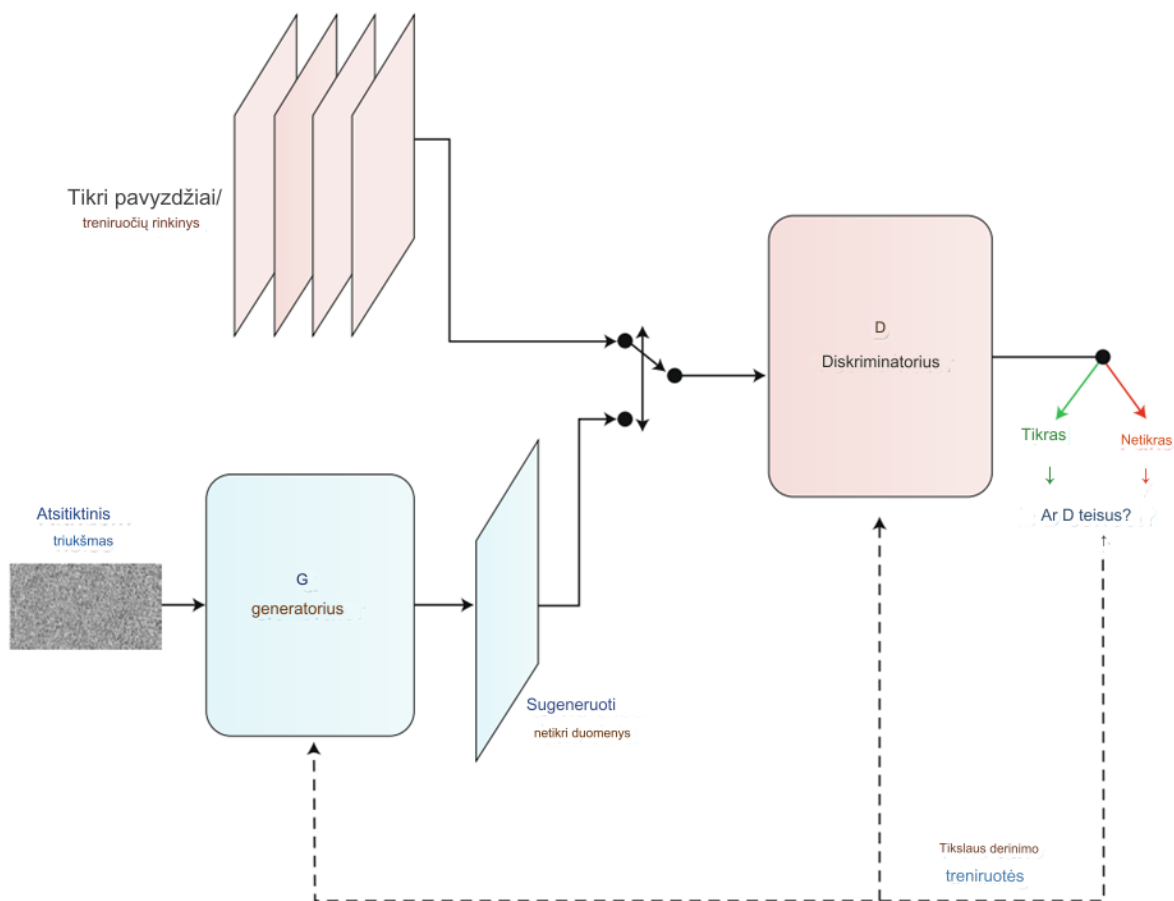 Tikri pavyzdžiai/
treniruočių rinkinys
D
Diskriminatorius
Tikras
Netikras
Ar D teisus?
Atsitiktinis
triukšmas
G
generatorius
Sugeneruoti
netikri duomenys
Tikslaus derinimo
treniruotės